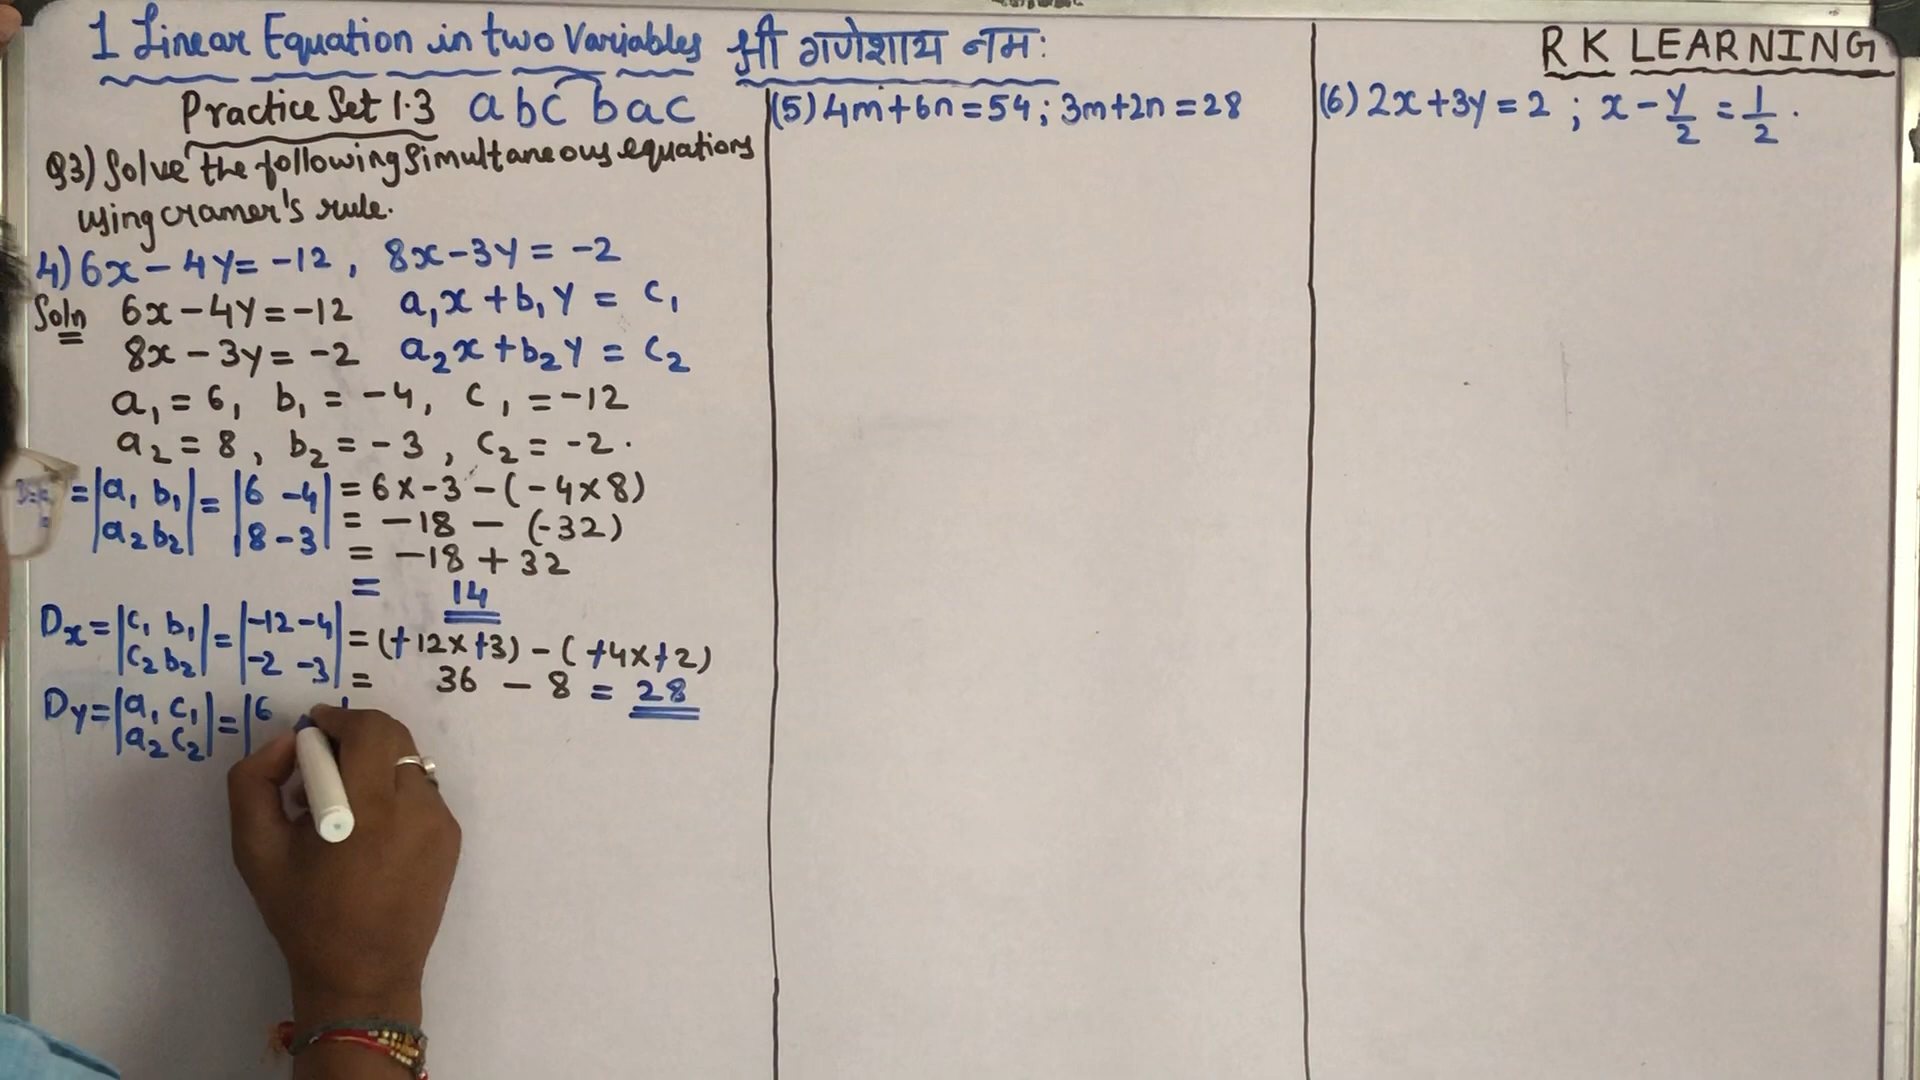 1 Linear Equation in two Variables श्री गणेशाय नमः
RK LEARNING
Practice Set 1.3 abc bac
Q3) Solve the following Simultaneous equations
using cramer's rule.
4) 6x - 4y = -12, 8x - 3y = -2
Soln 6x - 4y = -12 a₁x + b₁y = c₁
8x - 3y = -2 a₂x + b₂y = c₂
a₁ = 6, b₁ = -4, c₁ = -12
a₂ = 8, b₂ = -3, c₂ = -2.
= |a₁ b₁| = |6 -4| = 6x-3 - (-4x8)
|a₂ b₂| |8 -3| = -18 - (-32)
= -18 + 32
= 14
Dx = |c₁ b₁| = |-12 -4| = (+12x+3) - (+4x+2)
|c₂ b₂| |-2 -3| = 36 - 8 = 28
Dy = |a₁ c₁| = |6
|a₂ c₂|
(5) 4m + 6n = 54 ; 3m + 2n = 28
(6) 2x + 3y = 2 ; x - y/2 = 1/2 .